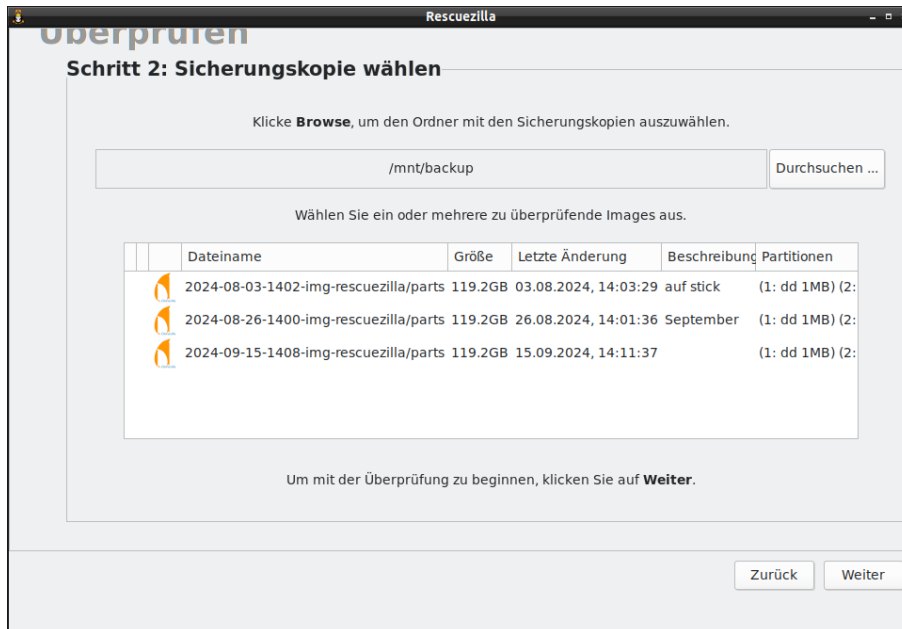 Rescuezilla
Überprüfen
Schritt 2: Sicherungskopie wählen
Klicke Browse, um den Ordner mit den Sicherungskopien auszuwählen.
/mnt/backup Durchsuchen ...
Wählen Sie ein oder mehrere zu überprüfende Images aus.
Dateiname Größe Letzte Änderung Beschreibung Partitionen
2024-08-03-1402-img-rescuezilla/parts 119.2GB 03.08.2024, 14:03:29 auf stick (1: dd 1MB) (2:
2024-08-26-1400-img-rescuezilla/parts 119.2GB 26.08.2024, 14:01:36 September (1: dd 1MB) (2:
2024-09-15-1408-img-rescuezilla/parts 119.2GB 15.09.2024, 14:11:37 (1: dd 1MB) (2:
Um mit der Überprüfung zu beginnen, klicken Sie auf Weiter.
Zurück Weiter